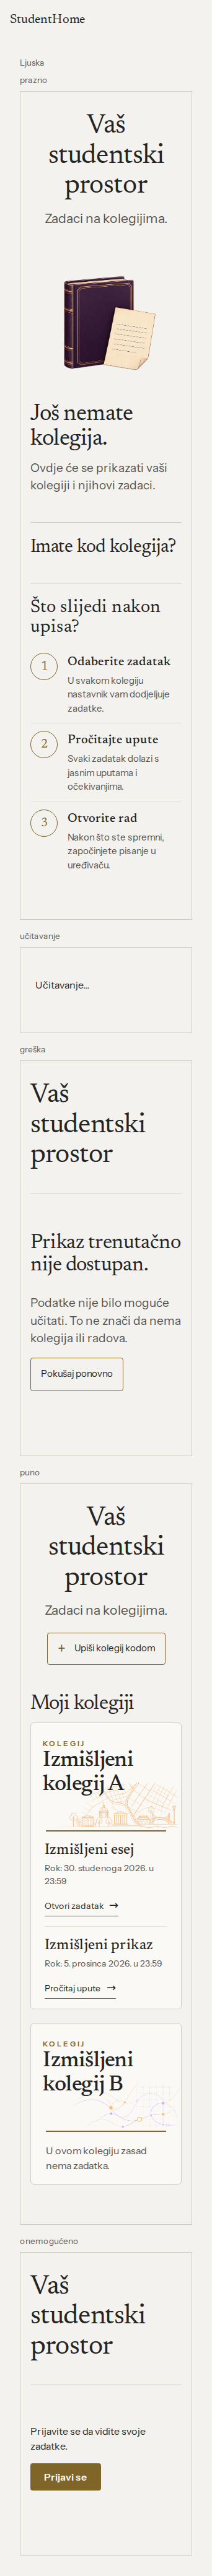 StudentHome
Ljuska
prazno
Vaš
studentski
prostor
Zadaci na kolegijima.
Još nemate
kolegija.
Ovdje će se prikazati vaši
kolegiji i njihovi zadaci.
Imate kod kolegija?
Što slijedi nakon
upisa?
1
Odaberite zadatak
U svakom kolegiju
nastavnik vam dodjeljuje
zadatke.
2
Pročitajte upute
Svaki zadatak dolazi s
jasnim uputama i
očekivanjima.
3
Otvorite rad
Nakon što ste spremni,
započinjete pisanje u
uređivaču.
učitavanje
Učitavanje...
greška
Vaš
studentski
prostor
Prikaz trenutačno
nije dostupan.
Podatke nije bilo moguće
učitati. To ne znači da nema
kolegija ili radova.
Pokušaj ponovno
puno
Vaš
studentski
prostor
Zadaci na kolegijima.
+ Upiši kolegij kodom
Moji kolegiji
KOLEGIJ
Izmišljeni
kolegij A
Izmišljeni esej
Rok: 30. studenoga 2026. u
23:59
Otvori zadatak →
Izmišljeni prikaz
Rok: 5. prosinca 2026. u 23:59
Pročitaj upute →
KOLEGIJ
Izmišljeni
kolegij B
U ovom kolegiju zasad
nema zadatka.
onemogućeno
Vaš
studentski
prostor
Prijavite se da vidite svoje
zadatke.
Prijavi se